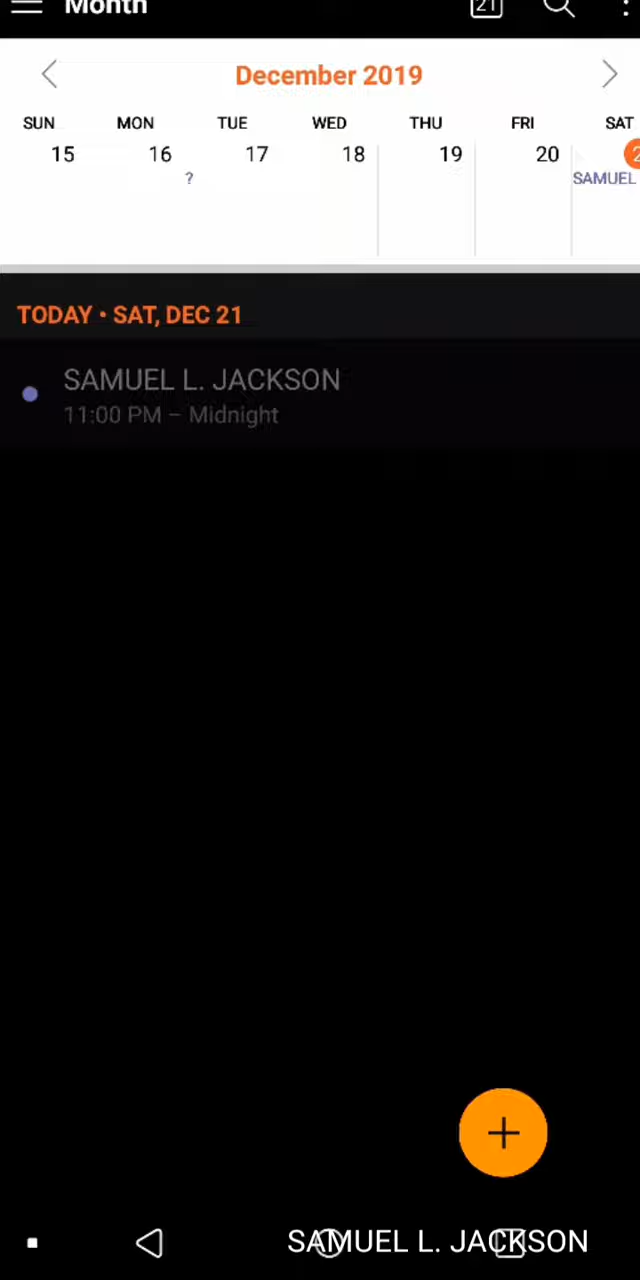 Month
21
December 2019
SUN MON TUE WED THU FRI SAT
15 16 17 18 19 20 2
? SAMUEL
TODAY • SAT, DEC 21
SAMUEL L. JACKSON
11:00 PM – Midnight
SAMUEL L. JACKSON